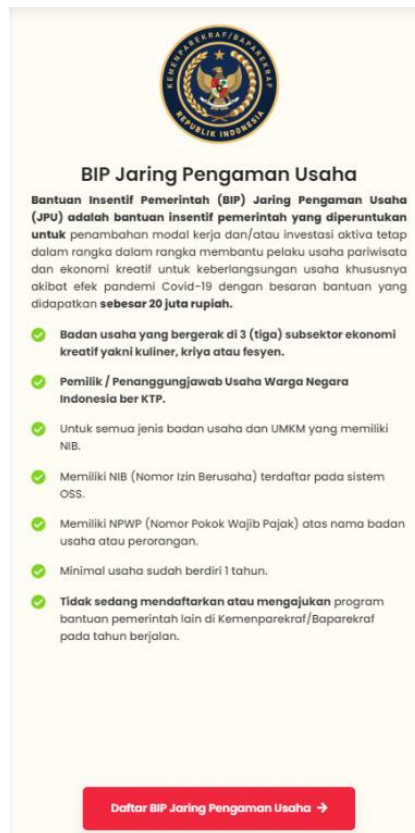 KEMENPAREKRAF/BAPAREKRAF
REPUBLIK INDONESIA
BIP Jaring Pengaman Usaha
Bantuan Insentif Pemerintah (BIP) Jaring Pengaman Usaha
(JPU) adalah bantuan insentif pemerintah yang diperuntukan
untuk penambahan modal kerja dan/atau investasi aktiva tetap
dalam rangka dalam rangka membantu pelaku usaha pariwisata
dan ekonomi kreatif untuk keberlangsungan usaha khususnya
akibat efek pandemi Covid-19 dengan besaran bantuan yang
didapatkan sebesar 20 juta rupiah.
Badan usaha yang bergerak di 3 (tiga) subsektor ekonomi
kreatif yakni kuliner, kriya atau fesyen.
Pemilik / Penanggungjawab Usaha Warga Negara
Indonesia ber KTP.
Untuk semua jenis badan usaha dan UMKM yang memiliki
NIB.
Memiliki NIB (Nomor Izin Berusaha) terdaftar pada sistem
OSS.
Memiliki NPWP (Nomor Pokok Wajib Pajak) atas nama badan
usaha atau perorangan.
Minimal usaha sudah berdiri 1 tahun.
Tidak sedang mendaftarkan atau mengajukan program
bantuan pemerintah lain di Kemenparekraf/Baparekraf
pada tahun berjalan.
Daftar BIP Jaring Pengaman Usaha →